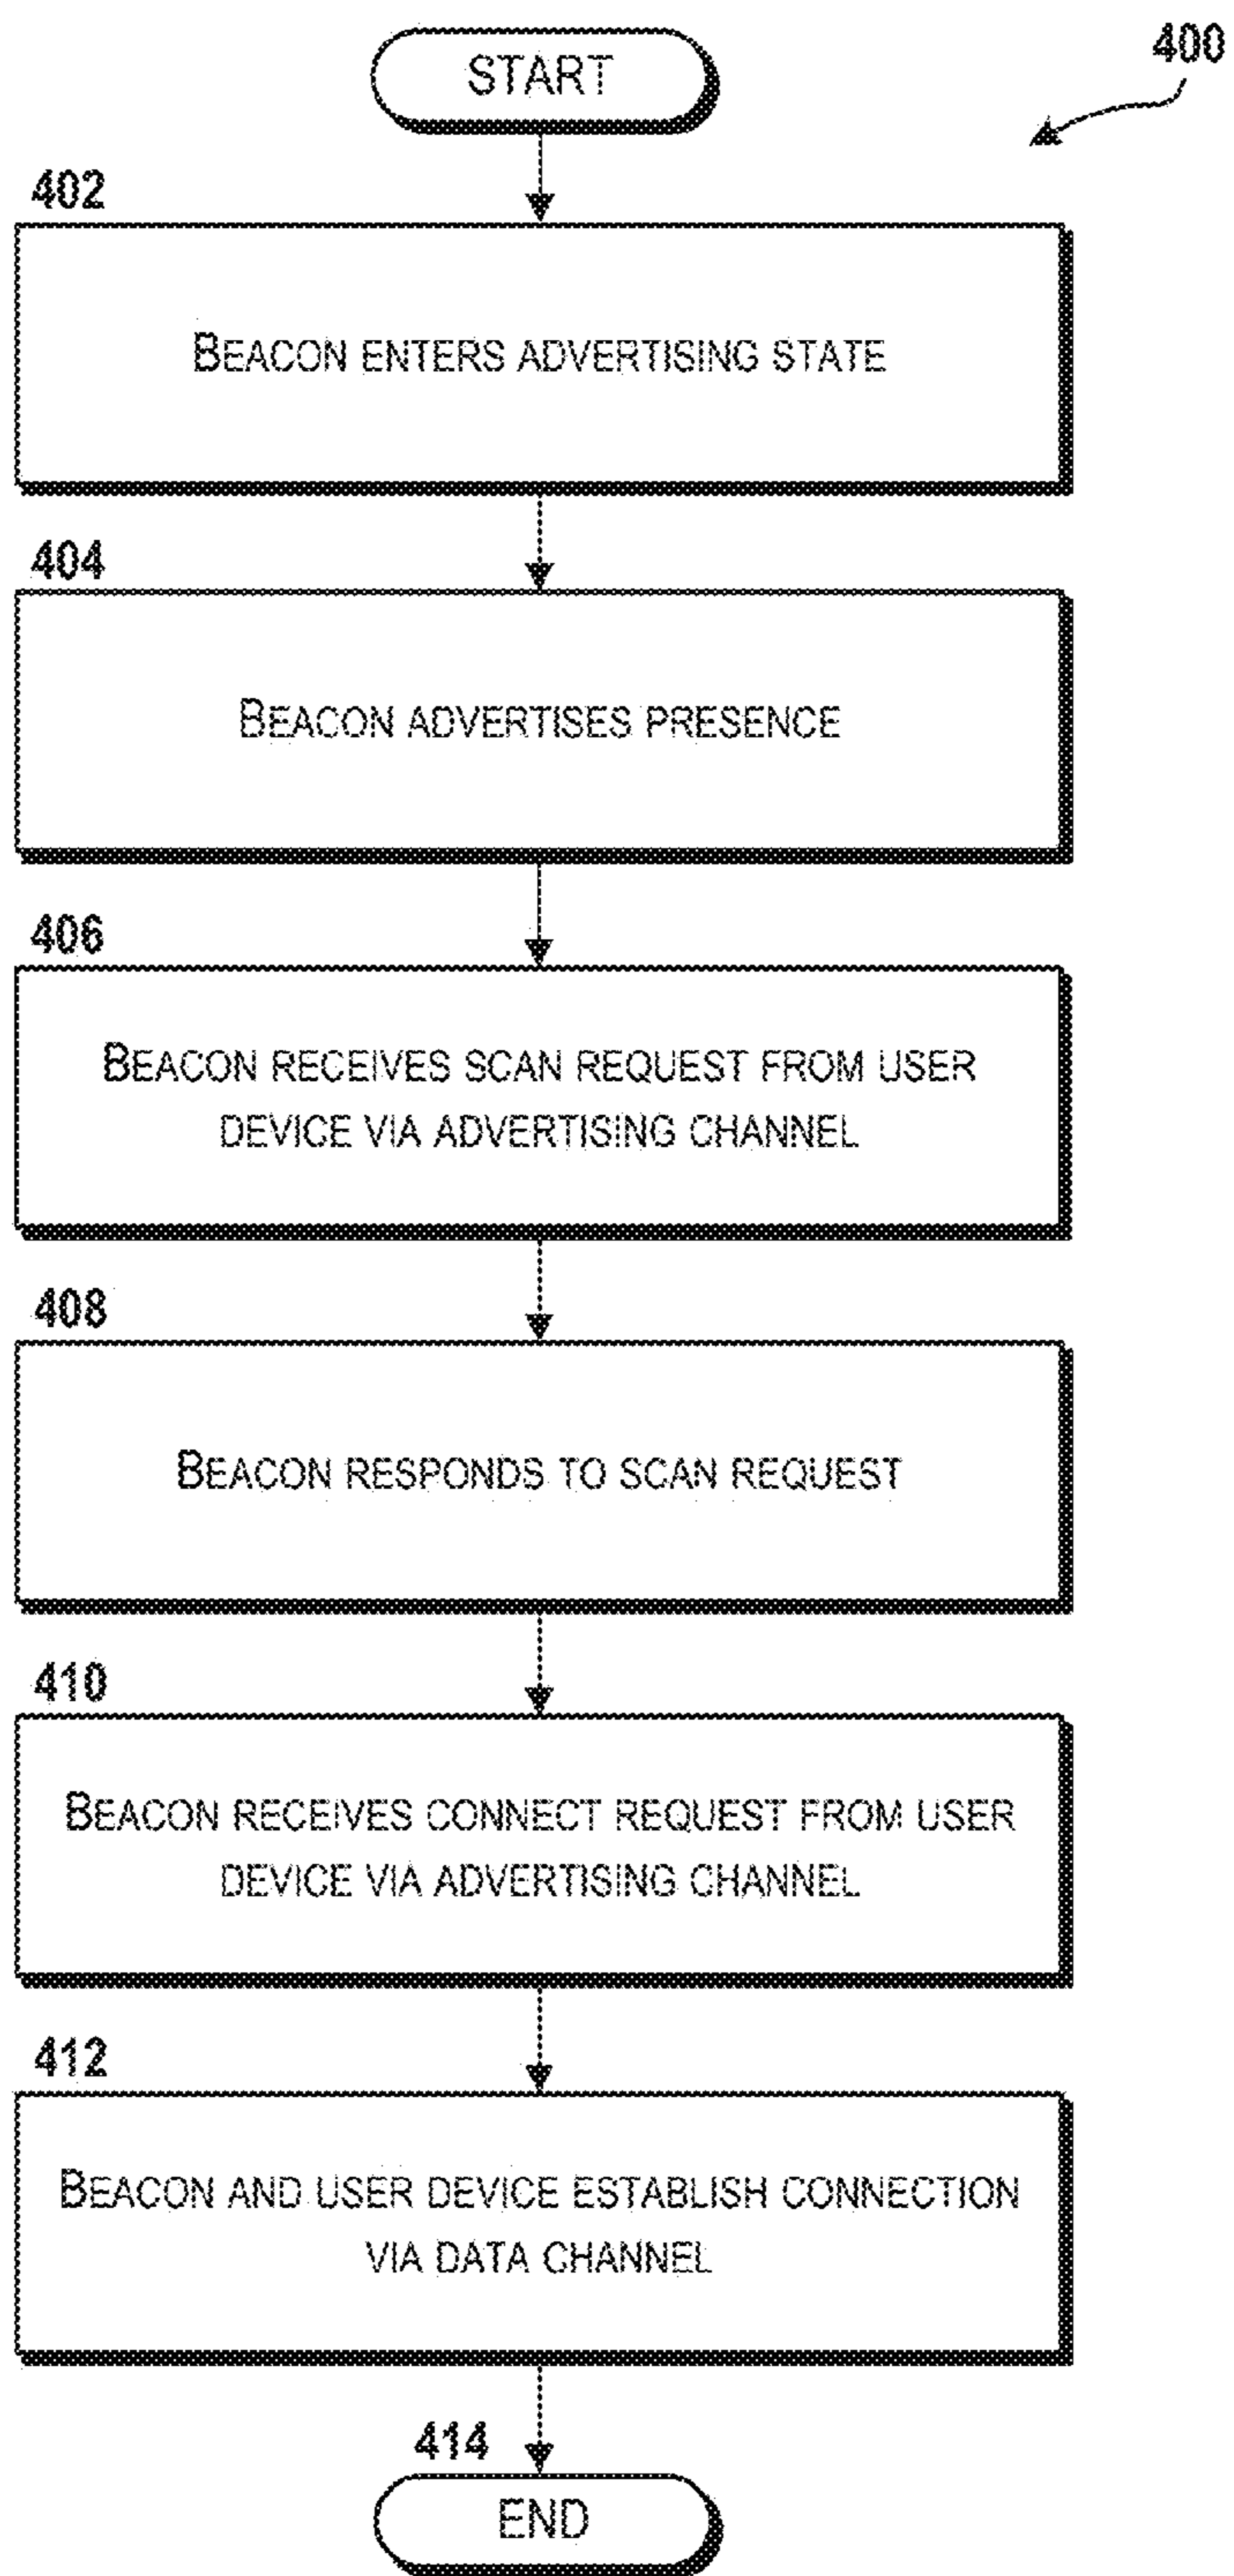 START
400
402
BEACON ENTERS ADVERTISING STATE
404
BEACON ADVERTISES PRESENCE
406
BEACON RECEIVES SCAN REQUEST FROM USER
DEVICE VIA ADVERTISING CHANNEL
408
BEACON RESPONDS TO SCAN REQUEST
410
BEACON RECEIVES CONNECT REQUEST FROM USER
DEVICE VIA ADVERTISING CHANNEL
412
BEACON AND USER DEVICE ESTABLISH CONNECTION
VIA DATA CHANNEL
414
END